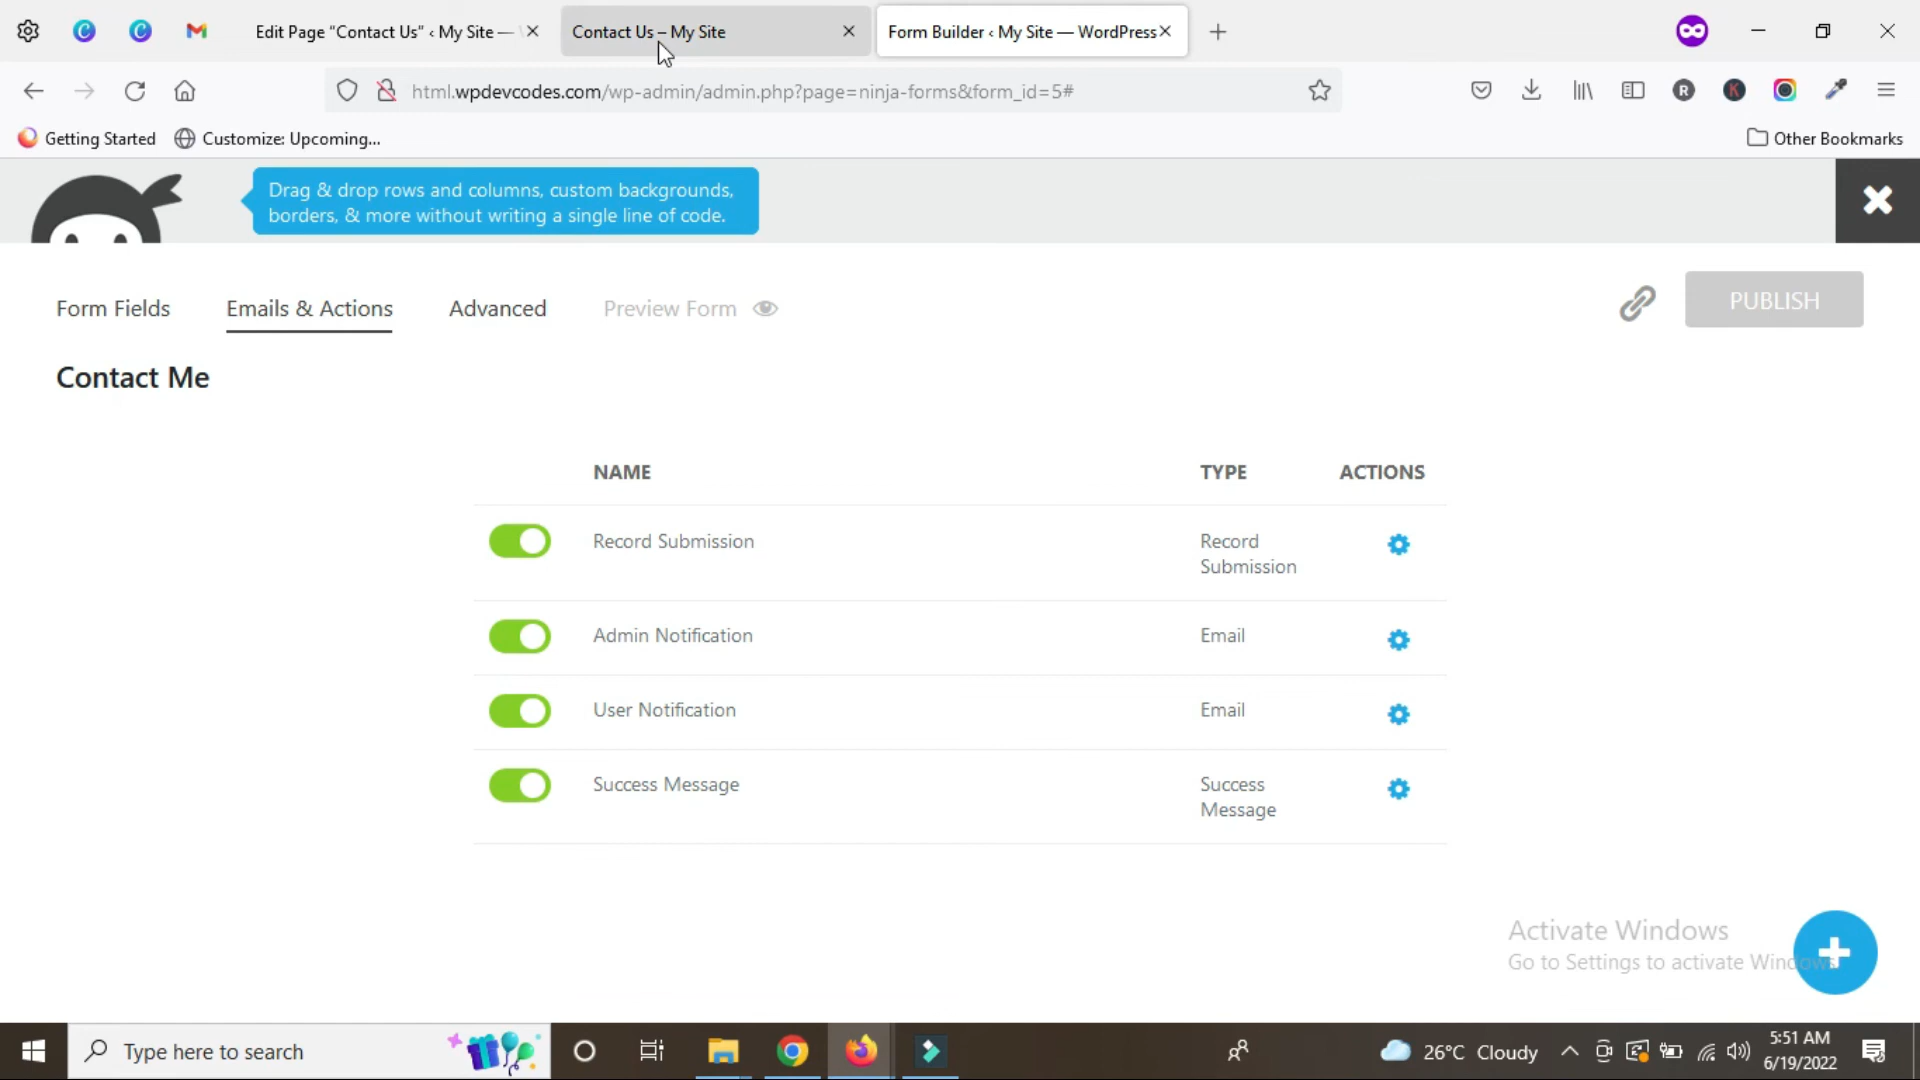 Edit Page “Contact Us” ‹ My Site —
Contact Us – My Site
Form Builder ‹ My Site — WordPress
html.wpdevcodes.com/wp-admin/admin.php?page=ninja-forms&form_id=5#
Getting Started
Customize: Upcoming...
Other Bookmarks
Drag & drop rows and columns, custom backgrounds,
borders, & more without writing a single line of code.
Form Fields
Emails & Actions
Advanced
Preview Form
PUBLISH
Contact Me
NAME TYPE ACTIONS
Record Submission
Record
Submission
Admin Notification
Email
User Notification
Email
Success Message
Success
Message
Activate Windows
Go to Settings to activate Windows.
Type here to search
26°C Cloudy
5:51 AM
6/19/2022